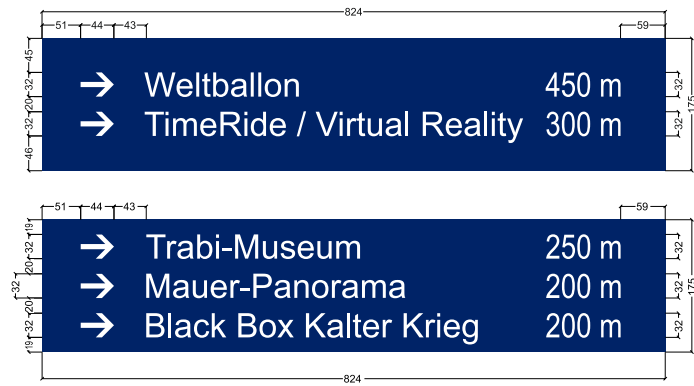 824
51 44 43 59
45 → Weltballon 450 m
32 32
20 175
32 → TimeRide / Virtual Reality 300 m 32
46
51 44 43 59
19
32 → Trabi-Museum 250 m 32
20
32 → Mauer-Panorama 200 m 175
20
32 → Black Box Kalter Krieg 200 m 32
19
824